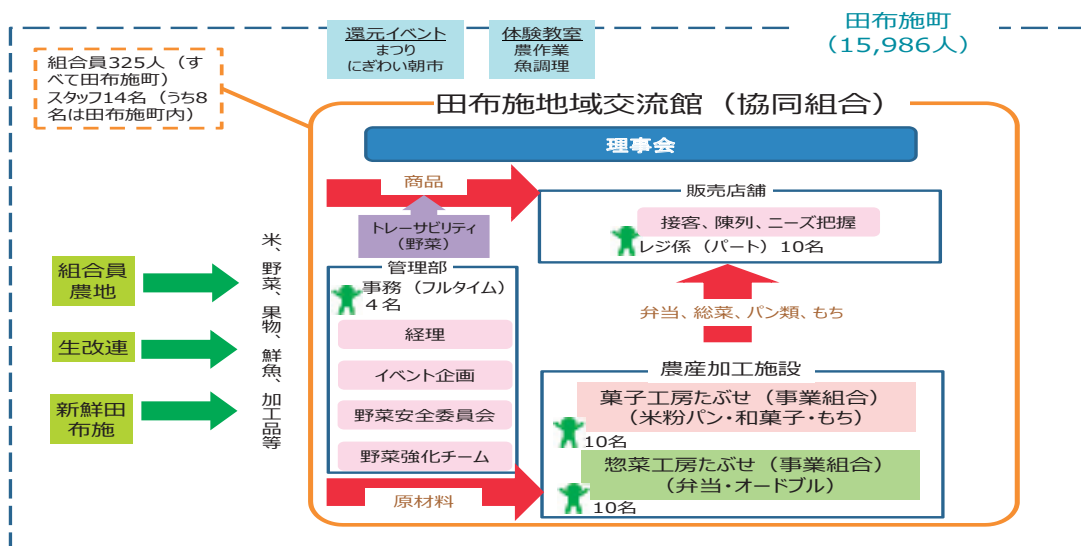 田布施町
(15,986人)
還元イベント
まつり
にぎわい朝市
体験教室
農作業
魚調理
組合員325人（すべて田布施町）
スタッフ14名（うち8名は田布施町内）
田布施地域交流館（協同組合）
理事会
商品
トレーサビリティ
(野菜)
販売店舗
接客、陳列、ニーズ把握
レジ係（パート）10名
管理部
事務（フルタイム）
４名
経理
イベント企画
野菜安全委員会
野菜強化チーム
組合員
農地
生改連
新鮮田
布施
米、野菜、果物、鮮魚、加工品等
弁当、総菜、パン類、もち
農産加工施設
菓子工房たぶせ（事業組合）
（米粉パン・和菓子・もち）
10名
惣菜工房たぶせ（事業組合）
（弁当・オードブル）
10名
原材料